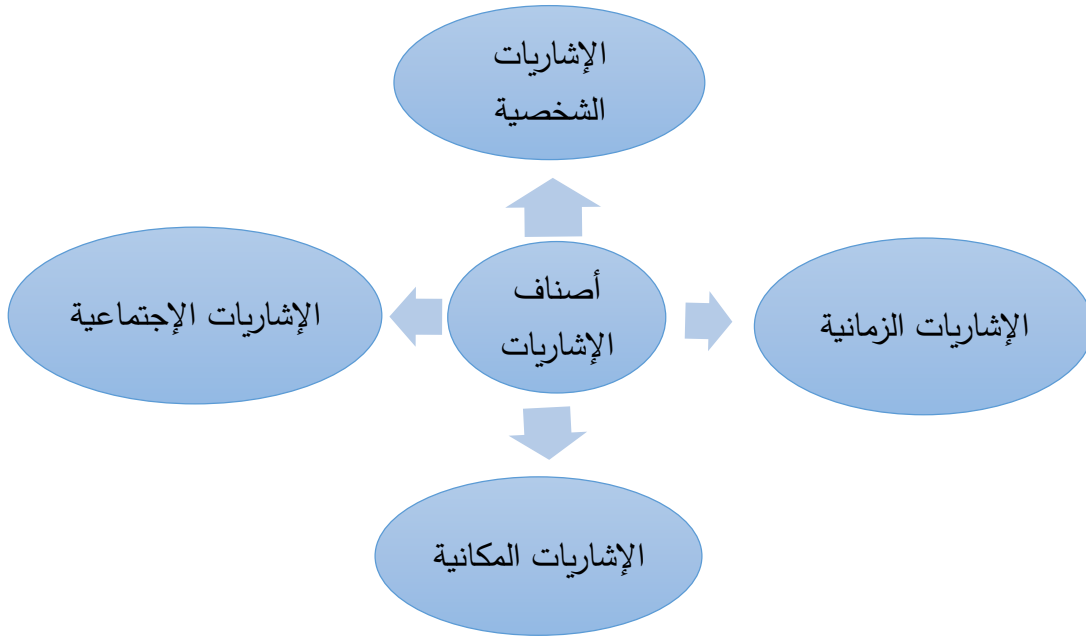 الإشاريات
الشخصية
أصناف
الإشاريات
الإشاريات الزمانية
الإشاريات الإجتماعية
الإشاريات المكانية